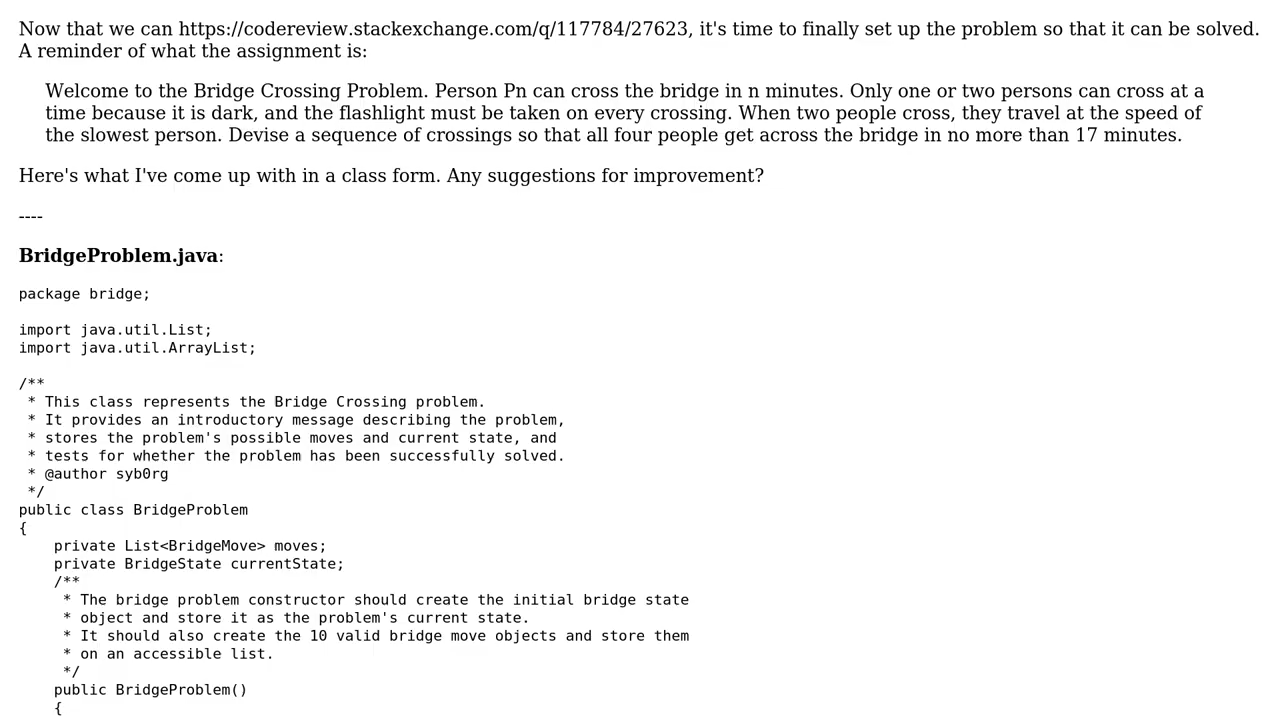 Now that we can https://codereview.stackexchange.com/q/117784/27623, it's time to finally set up the problem so that it can be solved.
A reminder of what the assignment is:
Welcome to the Bridge Crossing Problem. Person Pn can cross the bridge in n minutes. Only one or two persons can cross at a
time because it is dark, and the flashlight must be taken on every crossing. When two people cross, they travel at the speed of
the slowest person. Devise a sequence of crossings so that all four people get across the bridge in no more than 17 minutes.
Here's what I've come up with in a class form. Any suggestions for improvement?
----
BridgeProblem.java:
package bridge;
import java.util.List;
import java.util.ArrayList;
/**
 * This class represents the Bridge Crossing problem.
 * It provides an introductory message describing the problem,
 * stores the problem's possible moves and current state, and
 * tests for whether the problem has been successfully solved.
 * @author syb0rg
 */
public class BridgeProblem
{
    private List<BridgeMove> moves;
    private BridgeState currentState;
    /**
     * The bridge problem constructor should create the initial bridge state
     * object and store it as the problem's current state.
     * It should also create the 10 valid bridge move objects and store them
     * on an accessible list.
     */
    public BridgeProblem()
    {